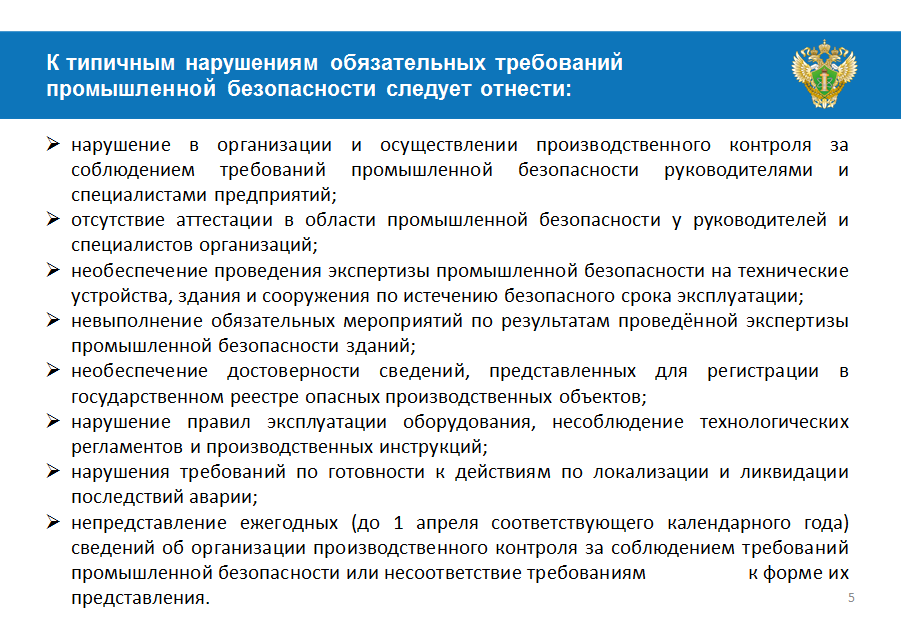 К типичным нарушениям обязательных требований
промышленной безопасности следует отнести:
➢ нарушение в организации и осуществлении производственного контроля за
соблюдением требований промышленной безопасности руководителями и
специалистами предприятий;
➢ отсутствие аттестации в области промышленной безопасности у руководителей и
специалистов организаций;
➢ необеспечение проведения экспертизы промышленной безопасности на технические
устройства, здания и сооружения по истечению безопасного срока эксплуатации;
➢ невыполнение обязательных мероприятий по результатам проведённой экспертизы
промышленной безопасности зданий;
➢ необеспечение достоверности сведений, представленных для регистрации в
государственном реестре опасных производственных объектов;
➢ нарушение правил эксплуатации оборудования, несоблюдение технологических
регламентов и производственных инструкций;
➢ нарушения требований по готовности к действиям по локализации и ликвидации
последствий аварии;
➢ непредставление ежегодных (до 1 апреля соответствующего календарного года)
сведений об организации производственного контроля за соблюдением требований
промышленной безопасности или несоответствие требованиям к форме их
представления.
5